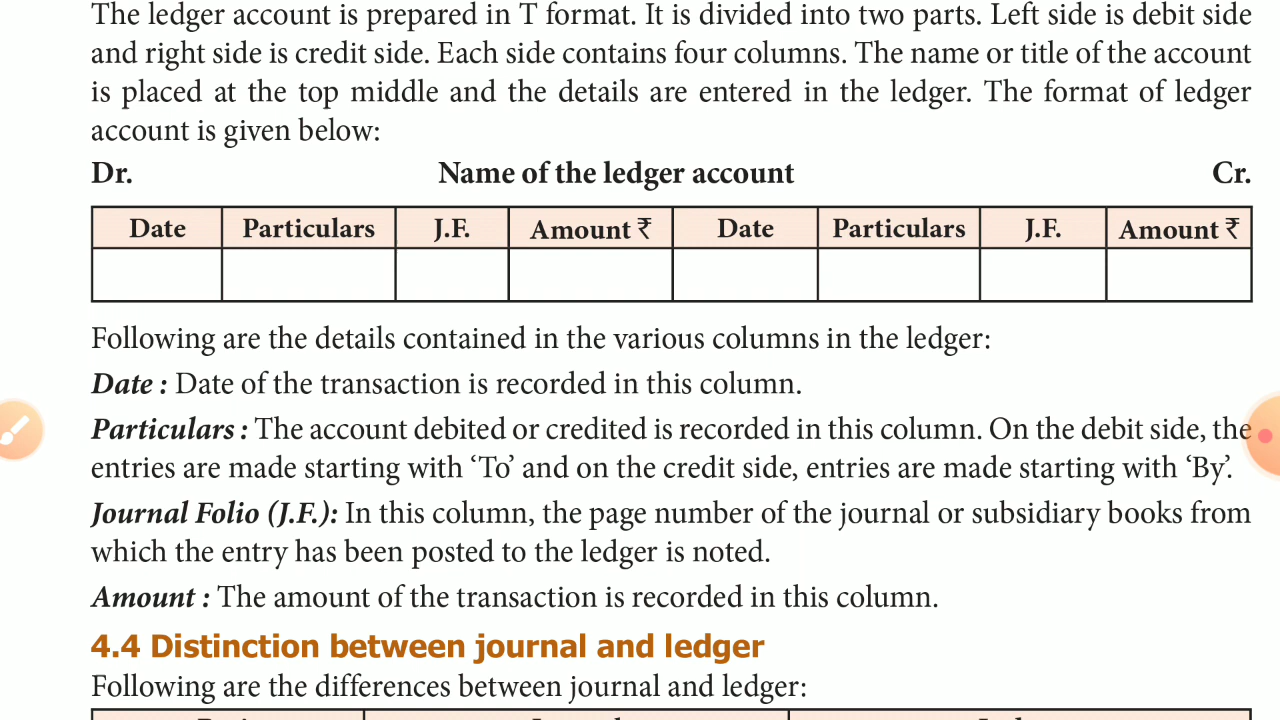 The ledger account is prepared in T format. It is divided into two parts. Left side is debit side
and right side is credit side. Each side contains four columns. The name or title of the account
is placed at the top middle and the details are entered in the ledger. The format of ledger
account is given below:
Dr. Name of the ledger account Cr.
Date Particulars J.F. Amount ₹ Date Particulars J.F. Amount ₹
Following are the details contained in the various columns in the ledger:
Date : Date of the transaction is recorded in this column.
Particulars : The account debited or credited is recorded in this column. On the debit side, the
entries are made starting with ‘To’ and on the credit side, entries are made starting with ‘By’.
Journal Folio (J.F.): In this column, the page number of the journal or subsidiary books from
which the entry has been posted to the ledger is noted.
Amount : The amount of the transaction is recorded in this column.
4.4 Distinction between journal and ledger
Following are the differences between journal and ledger: